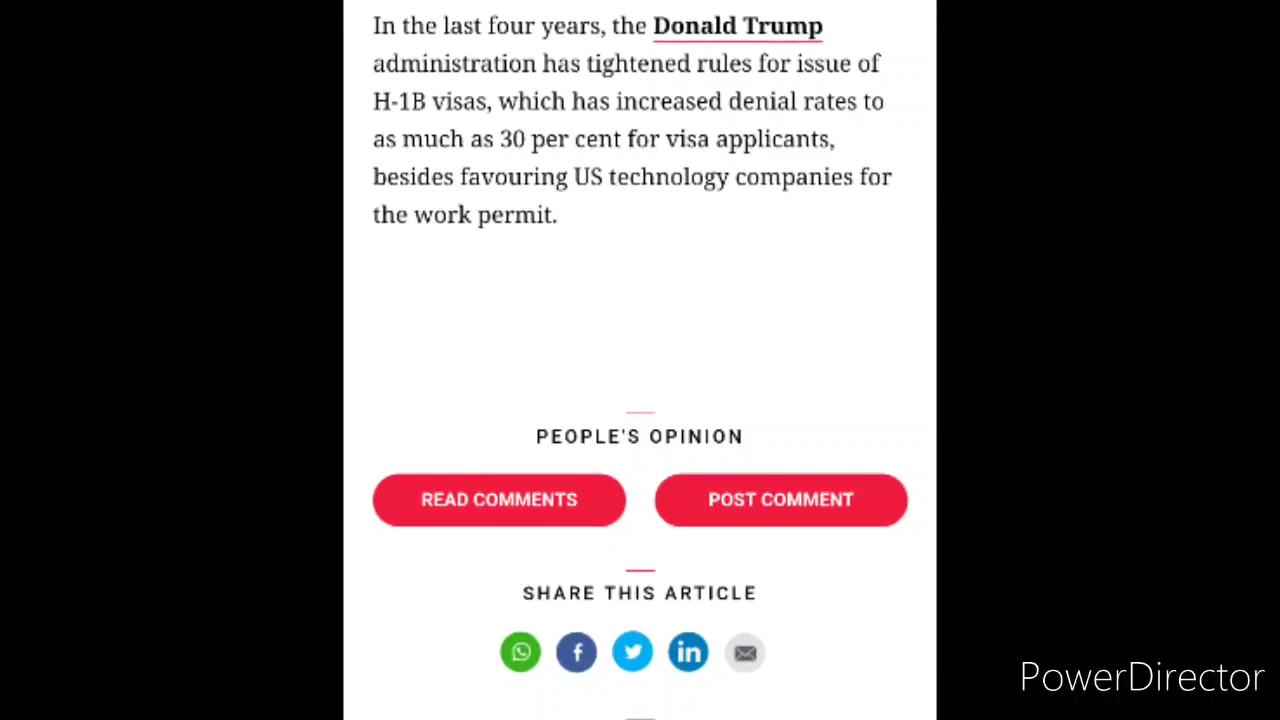 In the last four years, the Donald Trump
administration has tightened rules for issue of
H-1B visas, which has increased denial rates to
as much as 30 per cent for visa applicants,
besides favouring US technology companies for
the work permit.
PEOPLE'S OPINION
READ COMMENTS
POST COMMENT
SHARE THIS ARTICLE
PowerDirector